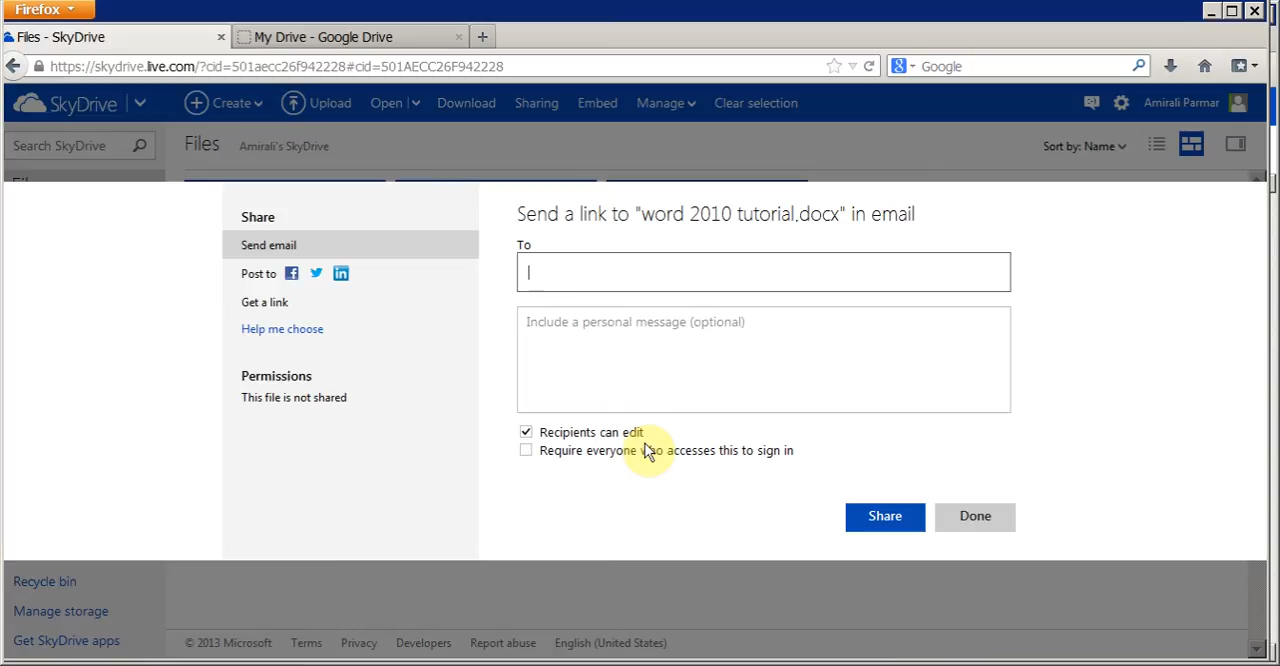 Firefox
Files - SkyDrive
My Drive - Google Drive
https://skydrive.live.com/?cid=501aecc26f942228#cid=501AECC26F942228
Google
SkyDrive
Create
Upload
Open
Download
Sharing
Embed
Manage
Clear selection
Amirali Parmar
Search SkyDrive
Files
Amirali's SkyDrive
Sort by: Name
Share
Send email
Post to
Get a link
Help me choose
Permissions
This file is not shared
Send a link to "word 2010 tutorial.docx" in email
To
Include a personal message (optional)
Recipients can edit
Require everyone who accesses this to sign in
Share
Done
Recycle bin
Manage storage
Get SkyDrive apps
© 2013 Microsoft
Terms
Privacy
Developers
Report abuse
English (United States)